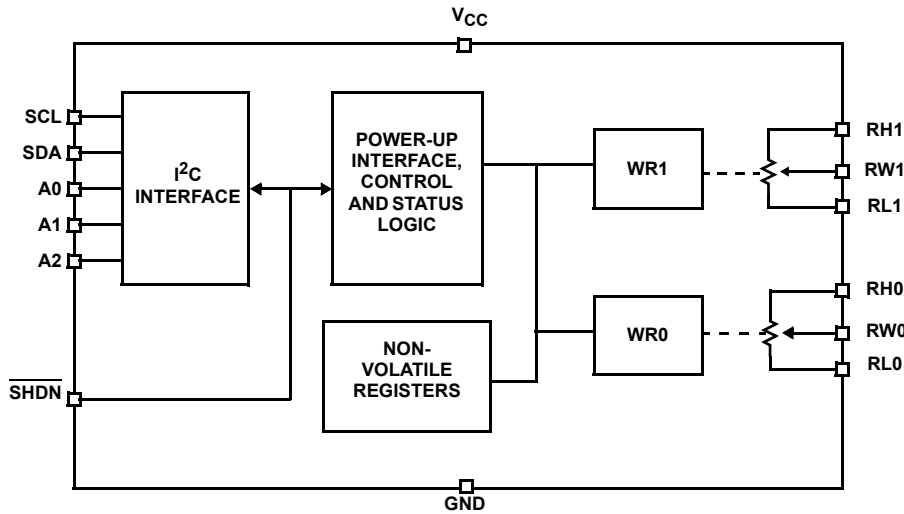 VCC
SCL
SDA
A0
A1
A2
SHDN
I²C
INTERFACE
POWER-UP
INTERFACE,
CONTROL
AND STATUS
LOGIC
NON-
VOLATILE
REGISTERS
WR1
WR0
RH1
RW1
RL1
RH0
RW0
RL0
GND